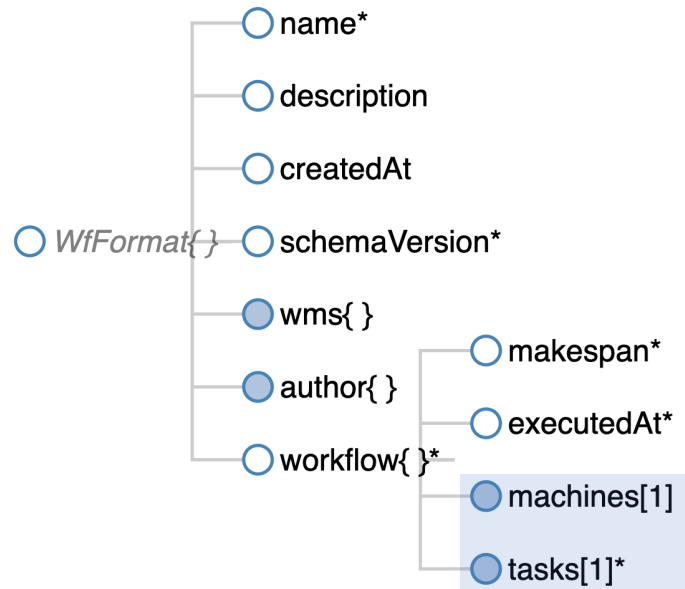 name*
description
createdAt
WfFormat{ }
schemaVersion*
wms{ }
makespan*
author{ }
executedAt*
workflow{ }*
machines[1]
tasks[1]*